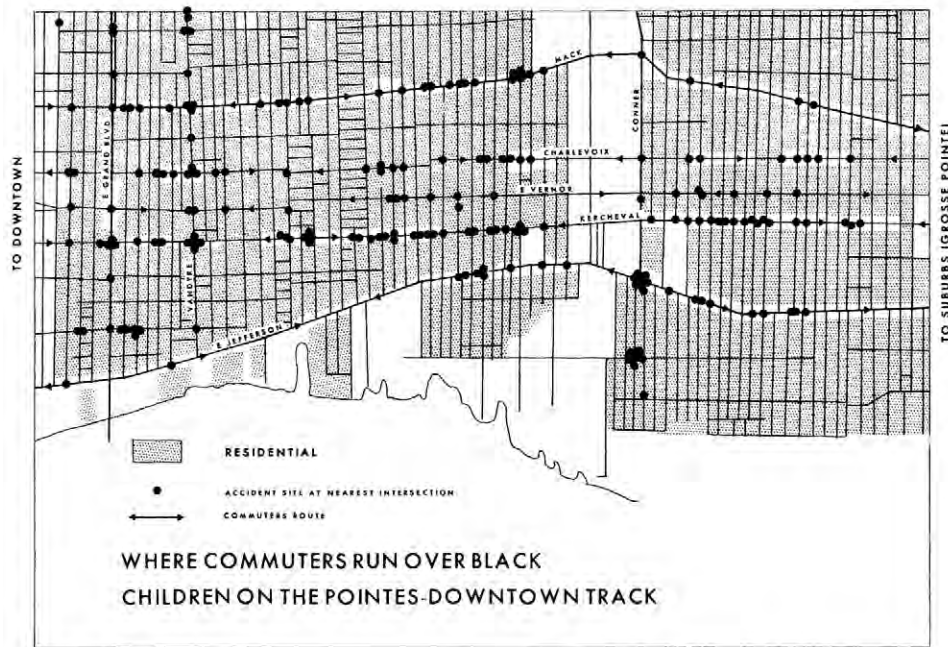 MACK
CONNER
E GRAND BLVD
CHARLEVOIX
E VERNOR
KERCHEVAL
TO DOWNTOWN
TO SUBURBS (GROSSE POINTE)
VANDYKE
E JEFFERSON
RESIDENTIAL
ACCIDENT SITE AT NEAREST INTERSECTION
COMMUTERS ROUTE
WHERE COMMUTERS RUN OVER BLACK
CHILDREN ON THE POINTES-DOWNTOWN TRACK